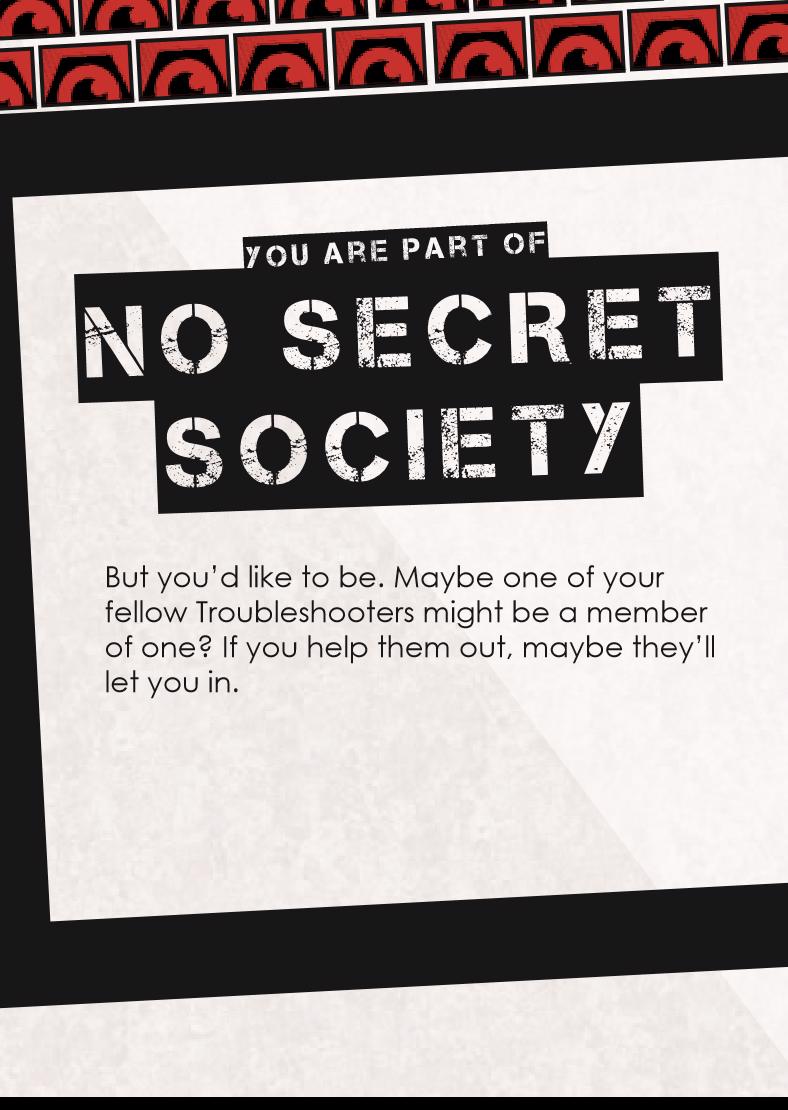 YOU ARE PART OF
NO SECRET
SOCIETY
But you’d like to be. Maybe one of your
fellow Troubleshooters might be a member
of one? If you help them out, maybe they’ll
let you in.